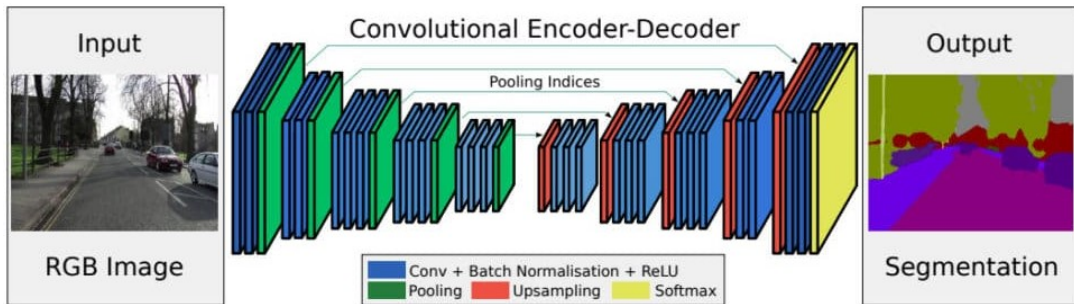 Input
RGB Image
Convolutional Encoder-Decoder
Pooling Indices
Conv + Batch Normalisation + ReLU
Pooling Upsampling Softmax
Output
Segmentation